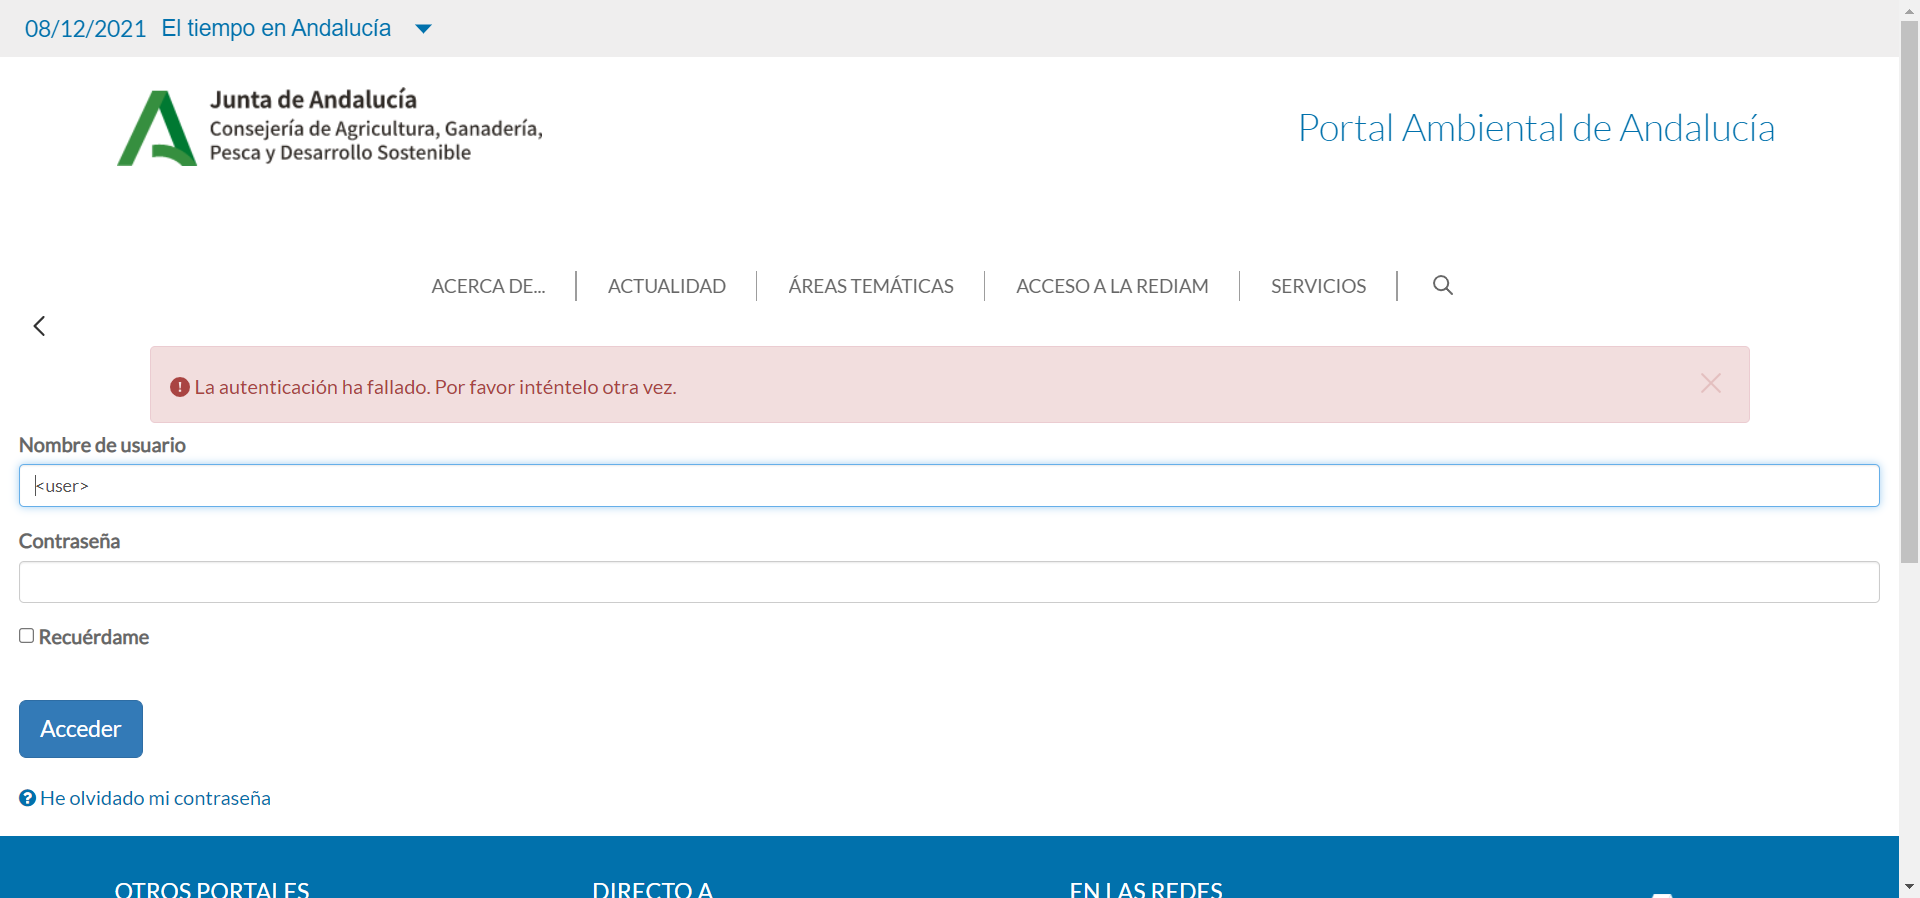 08/12/2021 El tiempo en Andalucía
Junta de Andalucía
Consejería de Agricultura, Ganadería,
Pesca y Desarrollo Sostenible
Portal Ambiental de Andalucía
ACERCA DE... ACTUALIDAD ÁREAS TEMÁTICAS ACCESO A LA REDIAM SERVICIOS
La autenticación ha fallado. Por favor inténtelo otra vez.
Nombre de usuario
<user>
Contraseña
Recuérdame
Acceder
He olvidado mi contraseña
OTROS PORTALES DIRECTO A EN LAS REDES